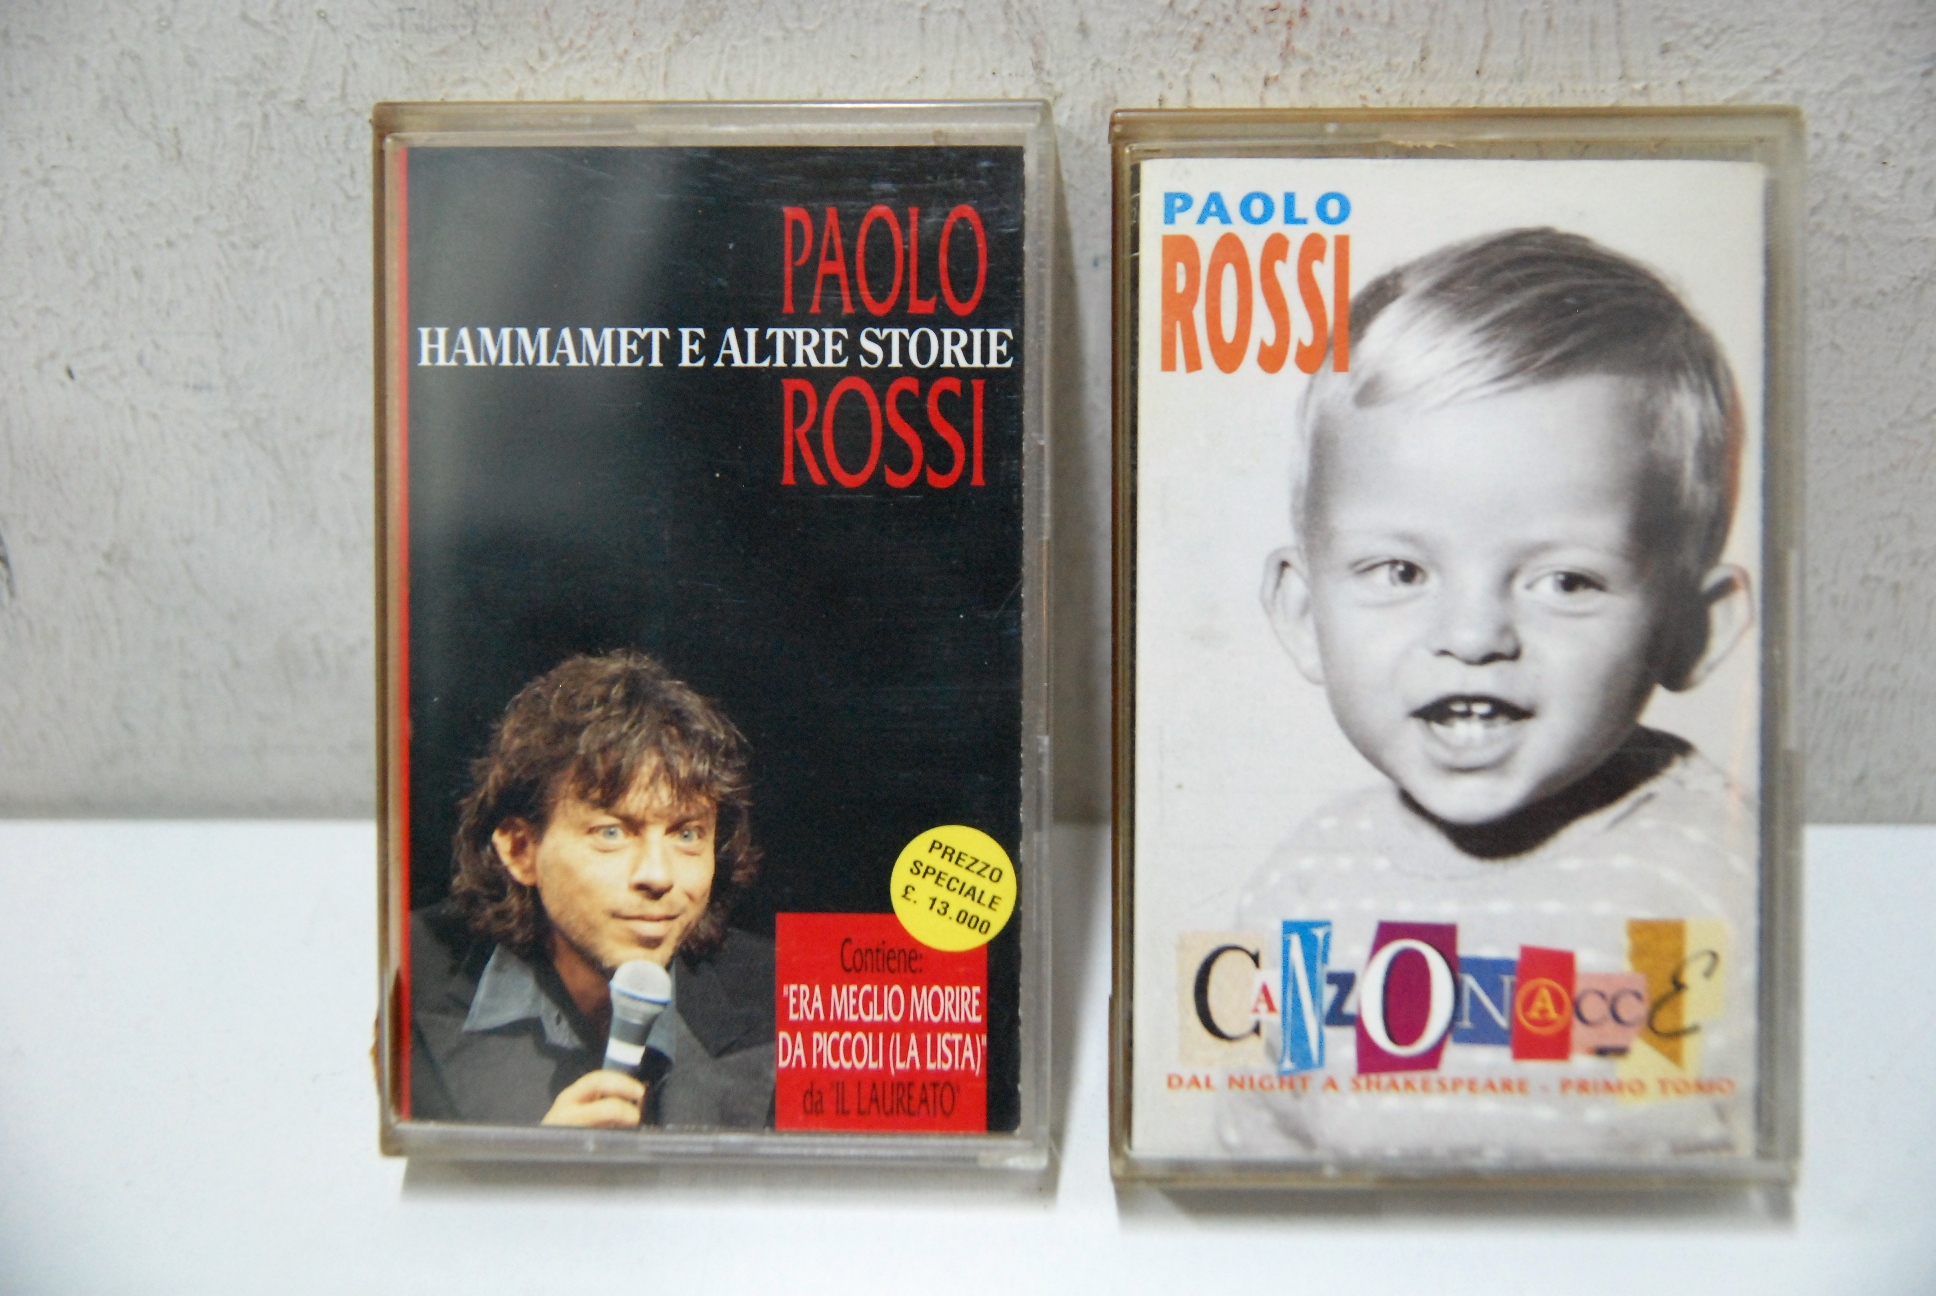 PAOLO
HAMMAMET E ALTRE STORIE
ROSSI
PREZZO
SPECIALE
£. 13.000
Contiene:
"ERA MEGLIO MORIRE
DA PICCOLI (LA LISTA)"
da "IL LAUREATO"
PAOLO
ROSSI
CaNzONACCE
DAL NIGHT A SHAKESPEARE - PRIMO TOMO